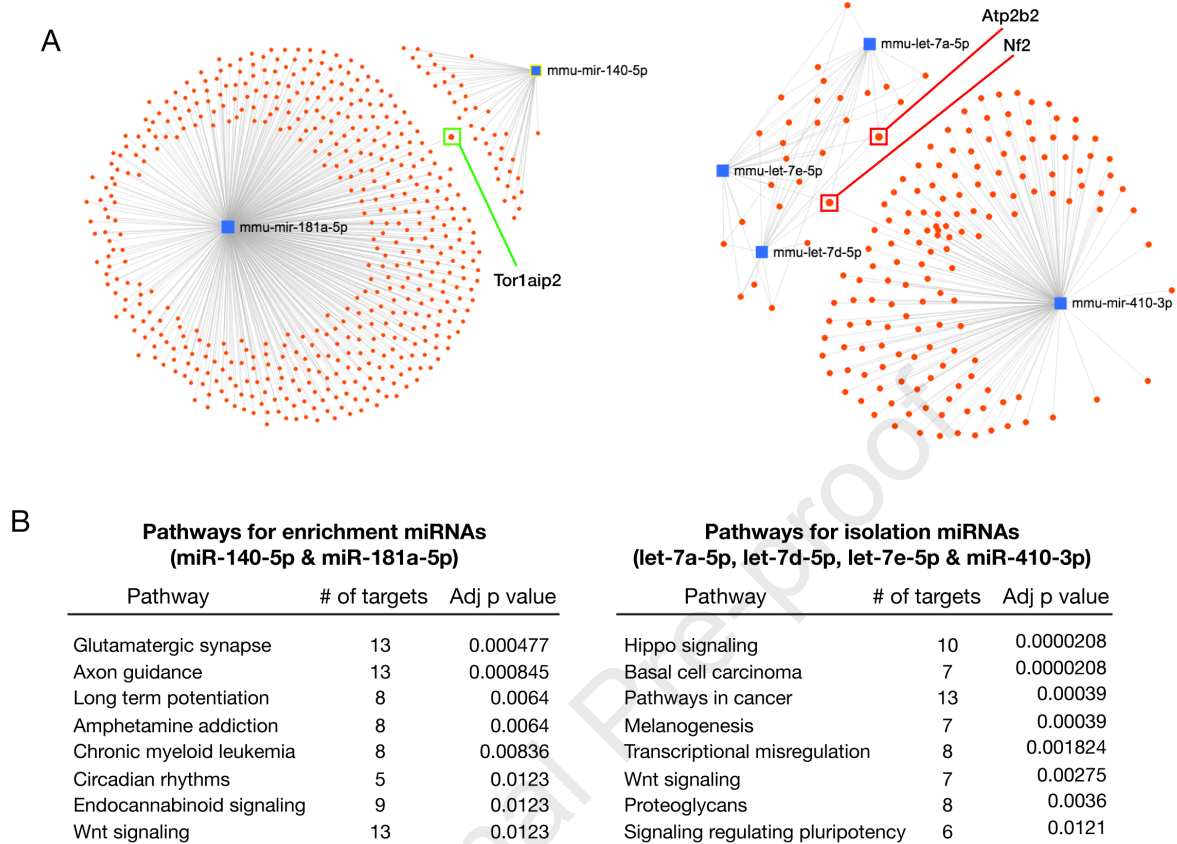 A
mmu-mir-140-5p
mmu-mir-181a-5p
Tor1aip2
Atp2b2
Nf2
mmu-let-7a-5p
mmu-let-7e-5p
mmu-let-7d-5p
mmu-mir-410-3p
B
Pathways for enrichment miRNAs
(miR-140-5p & miR-181a-5p)
Pathway # of targets Adj p value
Glutamatergic synapse 13 0.000477
Axon guidance 13 0.000845
Long term potentiation 8 0.0064
Amphetamine addiction 8 0.0064
Chronic myeloid leukemia 8 0.00836
Circadian rhythms 5 0.0123
Endocannabinoid signaling 9 0.0123
Wnt signaling 13 0.0123
Pathways for isolation miRNAs
(let-7a-5p, let-7d-5p, let-7e-5p & miR-410-3p)
Pathway # of targets Adj p value
Hippo signaling 10 0.0000208
Basal cell carcinoma 7 0.0000208
Pathways in cancer 13 0.00039
Melanogenesis 7 0.00039
Transcriptional misregulation 8 0.001824
Wnt signaling 7 0.00275
Proteoglycans 8 0.0036
Signaling regulating pluripotency 6 0.0121
nal Pre-proof